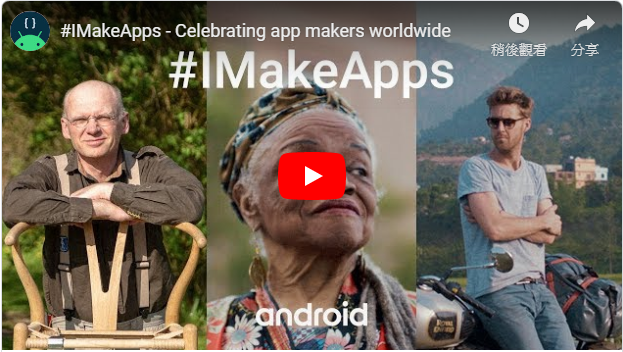 #IMakeApps - Celebrating app makers worldwide
稍後觀看
分享
#IMakeApps
android